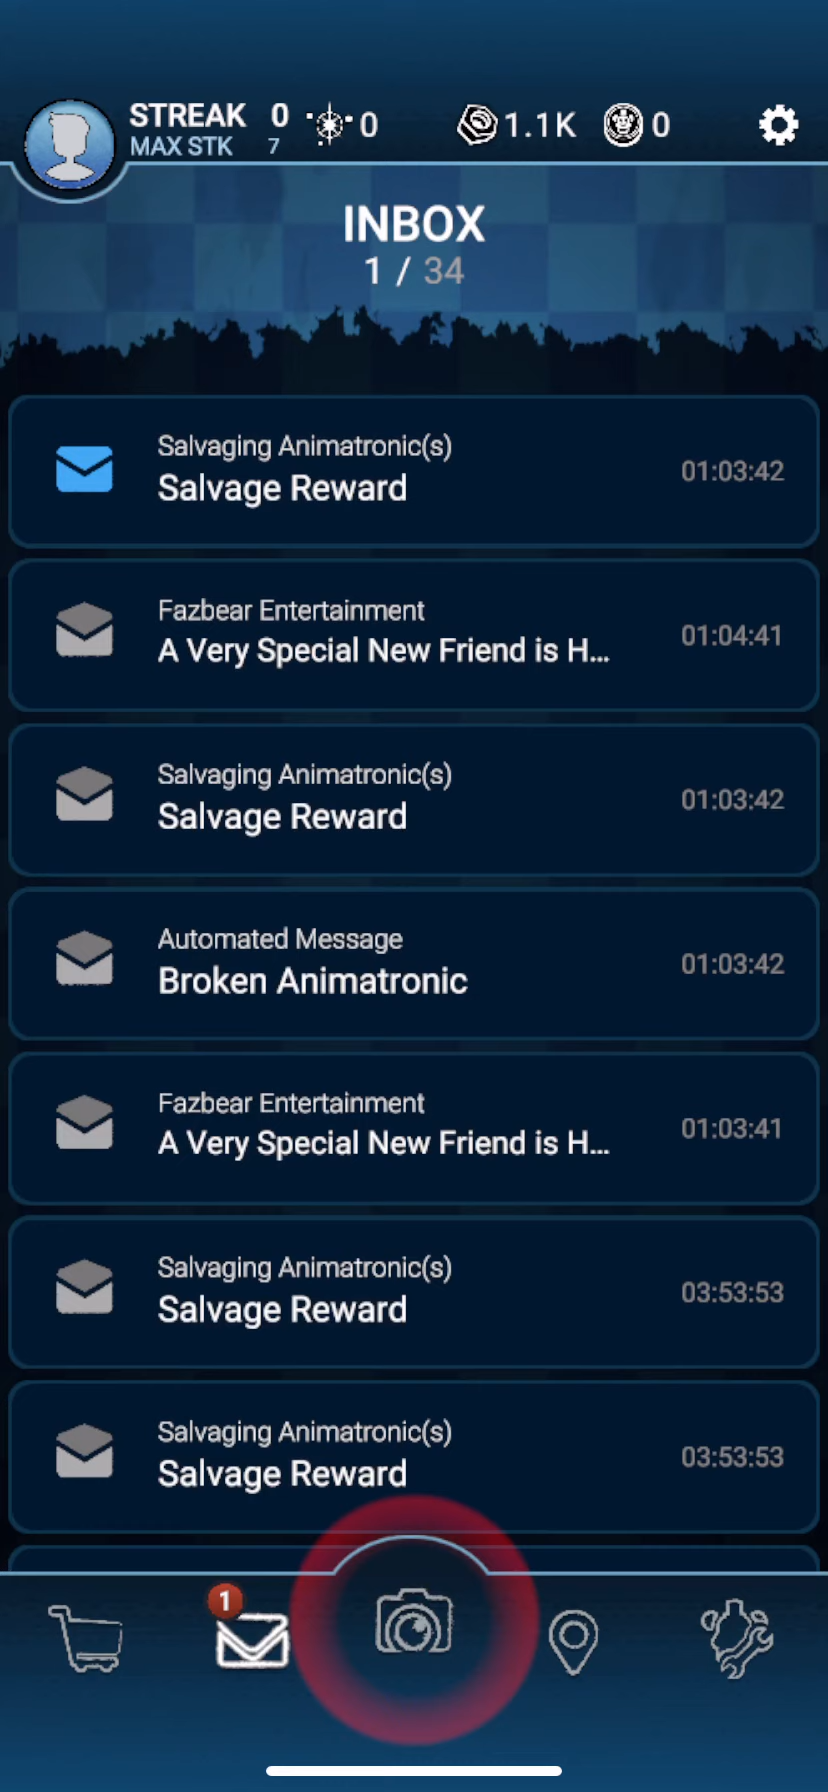 STREAK 0 0 1.1K 0
MAX STK 7
INBOX
1 / 34
Salvaging Animatronic(s)
Salvage Reward 01:03:42
Fazbear Entertainment
A Very Special New Friend is H... 01:04:41
Salvaging Animatronic(s)
Salvage Reward 01:03:42
Automated Message
Broken Animatronic 01:03:42
Fazbear Entertainment
A Very Special New Friend is H... 01:03:41
Salvaging Animatronic(s)
Salvage Reward 03:53:53
Salvaging Animatronic(s)
Salvage Reward 03:53:53
1